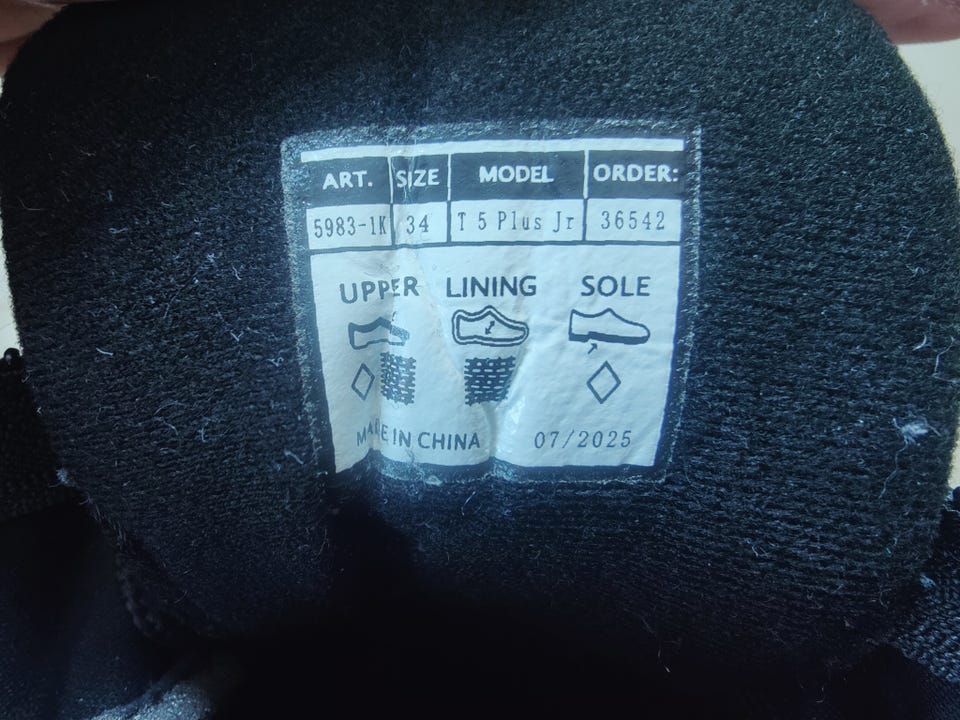 ART. SIZE MODEL ORDER:
5983-1K 34 T 5 Plus Jr 36542
UPPER LINING SOLE
MADE IN CHINA 07/2025